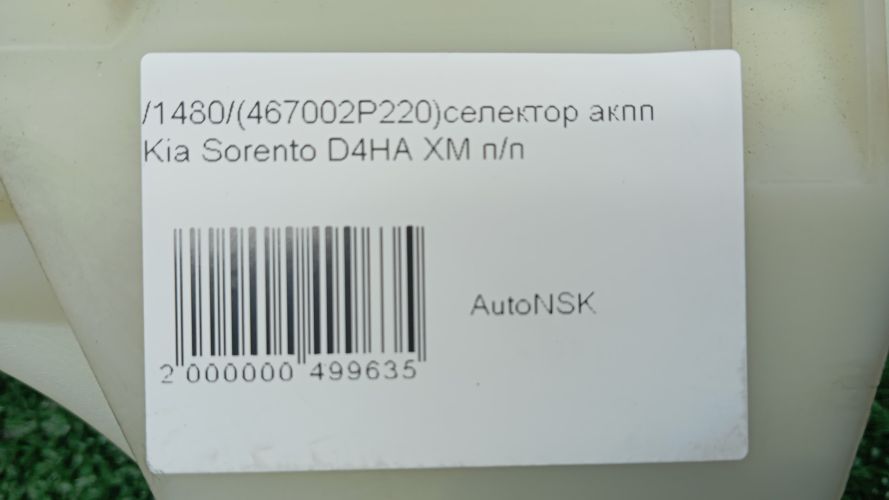 /1480/(467002P220)селектор акпп
Kia Sorento D4HA XM п/п
AutoNSK
2 000000 499635